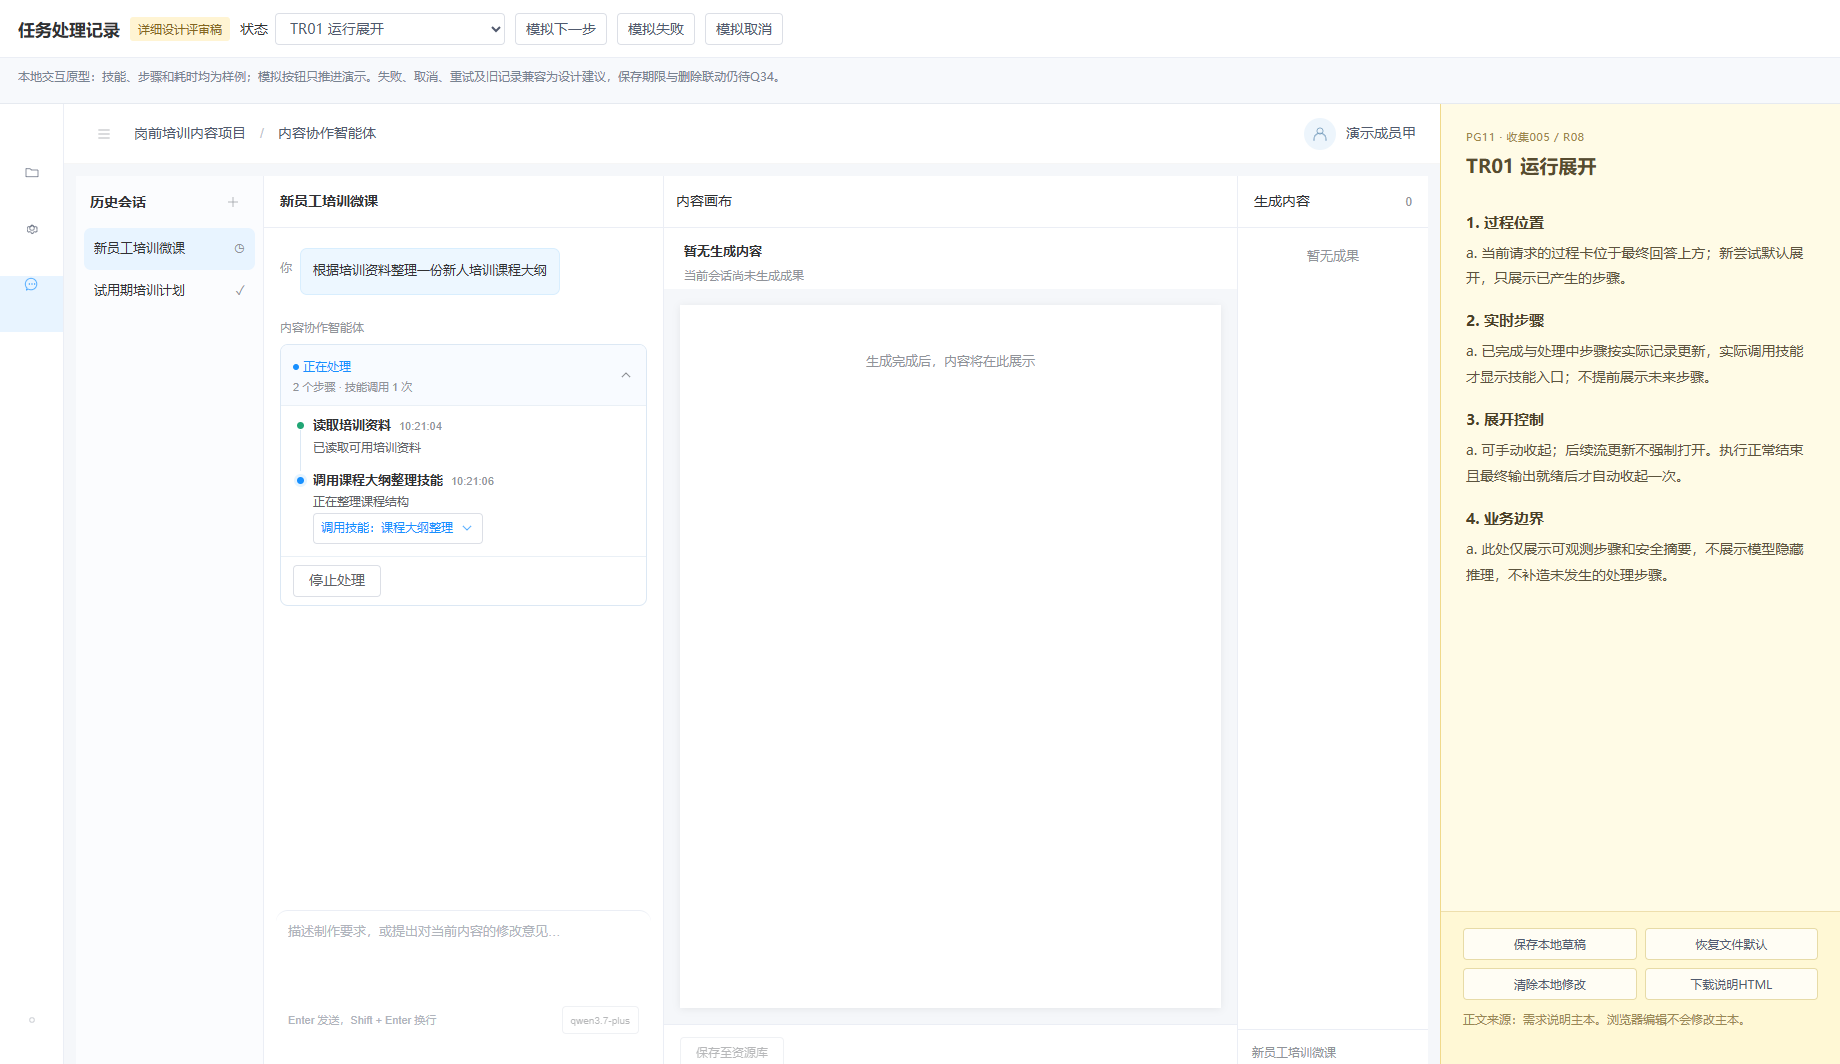 任务处理记录 详细设计评审稿 状态 TR01 运行展开 模拟下一步 模拟失败 模拟取消
本地交互原型：技能、步骤和耗时均为样例；模拟按钮只推进演示。失败、取消、重试及旧记录兼容为设计建议，保存期限与删除联动仍待Q34。
岗前培训内容项目 / 内容协作智能体
演示成员甲
历史会话
新员工培训微课
试用期培训计划
新员工培训微课
你
根据培训资料整理一份新人培训课程大纲
内容协作智能体
正在处理
2 个步骤 · 技能调用 1 次
读取培训资料 10:21:04
已读取可用培训资料
调用课程大纲整理技能 10:21:06
正在整理课程结构
调用技能：课程大纲整理
停止处理
描述制作要求，或提出对当前内容的修改意见...
Enter 发送，Shift + Enter 换行
qwen3.7-plus
内容画布
暂无生成内容
当前会话尚未生成成果
生成完成后，内容将在此展示
保存至资源库
生成内容 0
暂无成果
新员工培训微课
PG11 · 收集005 / R08
TR01 运行展开
1. 过程位置
a. 当前请求的过程卡位于最终回答上方；新尝试默认展
开，只展示已产生的步骤。
2. 实时步骤
a. 已完成与处理中步骤按实际记录更新，实际调用技能
才显示技能入口；不提前展示未来步骤。
3. 展开控制
a. 可手动收起；后续流更新不强制打开。执行正常结束
且最终输出就绪后才自动收起一次。
4. 业务边界
a. 此处仅展示可观测步骤和安全摘要，不展示模型隐藏
推理，不补造未发生的处理步骤。
保存本地草稿 恢复文件默认
清除本地修改 下载说明HTML
正文来源：需求说明主本。浏览器编辑不会修改主本。